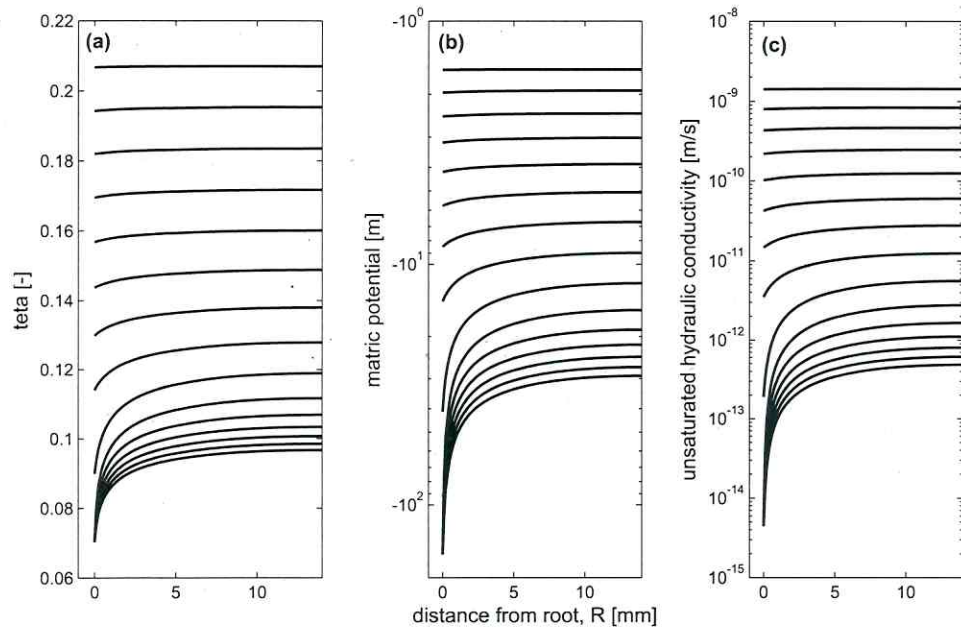 (a)
teta [-]
0.22
0.2
0.18
0.16
0.14
0.12
0.1
0.08
0.06
0 5 10
(b)
matric potential [m]
-10^0
-10^1
-10^2
0 5 10
(c)
unsaturated hydraulic conductivity [m/s]
10^-8
10^-9
10^-10
10^-11
10^-12
10^-13
10^-14
10^-15
0 5 10
distance from root, R [mm]